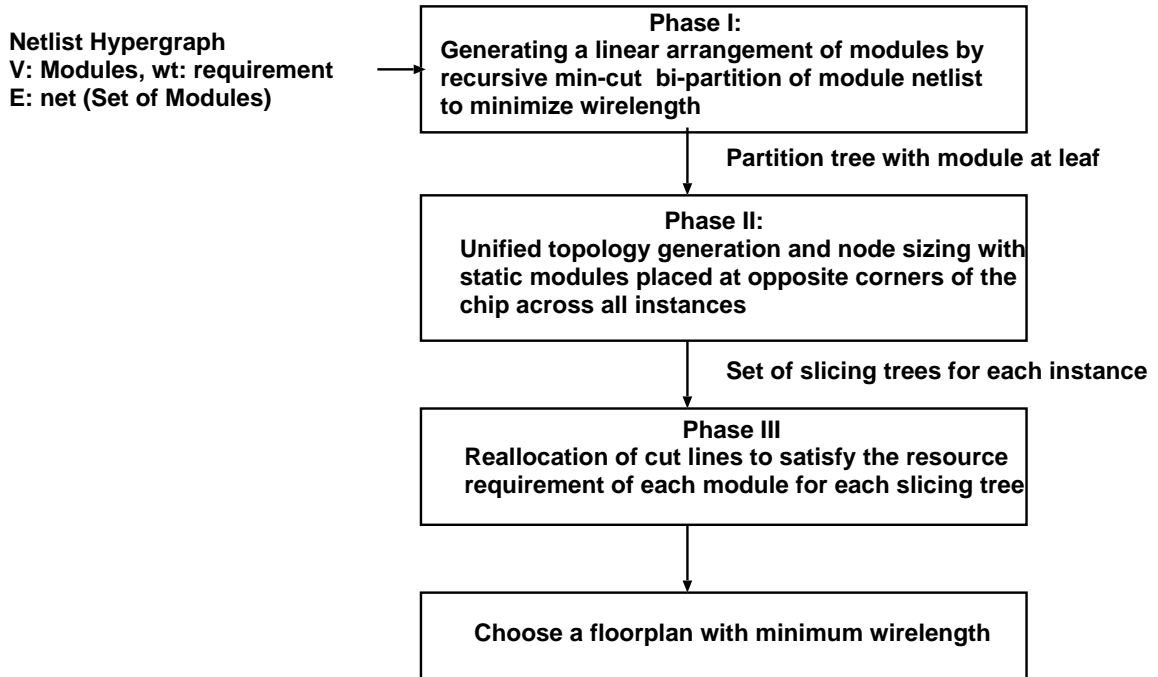 Netlist Hypergraph
V: Modules, wt: requirement
E: net (Set of Modules)
Phase I:
Generating a linear arrangement of modules by
recursive min-cut bi-partition of module netlist
to minimize wirelength
Partition tree with module at leaf
Phase II:
Unified topology generation and node sizing with
static modules placed at opposite corners of the
chip across all instances
Set of slicing trees for each instance
Phase III
Reallocation of cut lines to satisfy the resource
requirement of each module for each slicing tree
Choose a floorplan with minimum wirelength